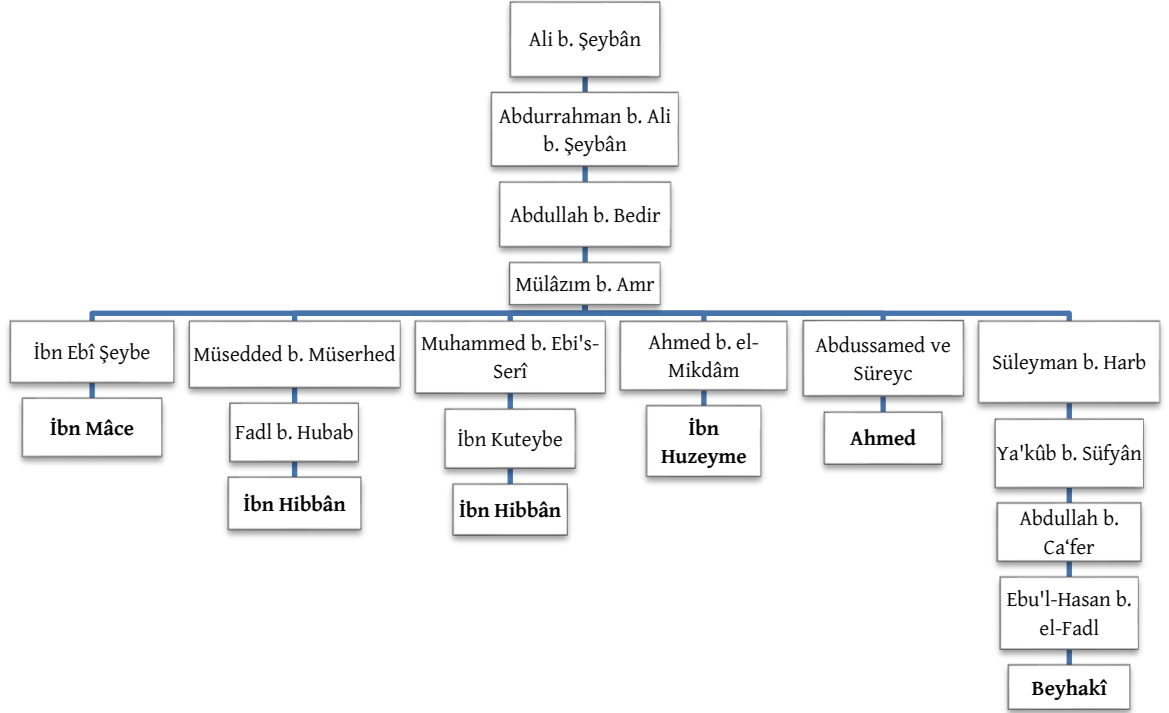 Ali b. Şeybân
Abdurrahman b. Ali
b. Şeybân
Abdullah b. Bedir
Mülâzım b. Amr
İbn Ebî Şeybe
İbn Mâce
Müsedded b. Müserhed
Fadl b. Hubab
İbn Hibbân
Muhammed b. Ebi's-
Serî
İbn Kuteybe
İbn Hibbân
Ahmed b. el-
Mikdâm
İbn
Huzeyme
Abdussamed ve
Süreyc
Ahmed
Süleyman b. Harb
Ya'kûb b. Süfyân
Abdullah b.
Ca‘fer
Ebu'l-Hasan b.
el-Fadl
Beyhakî